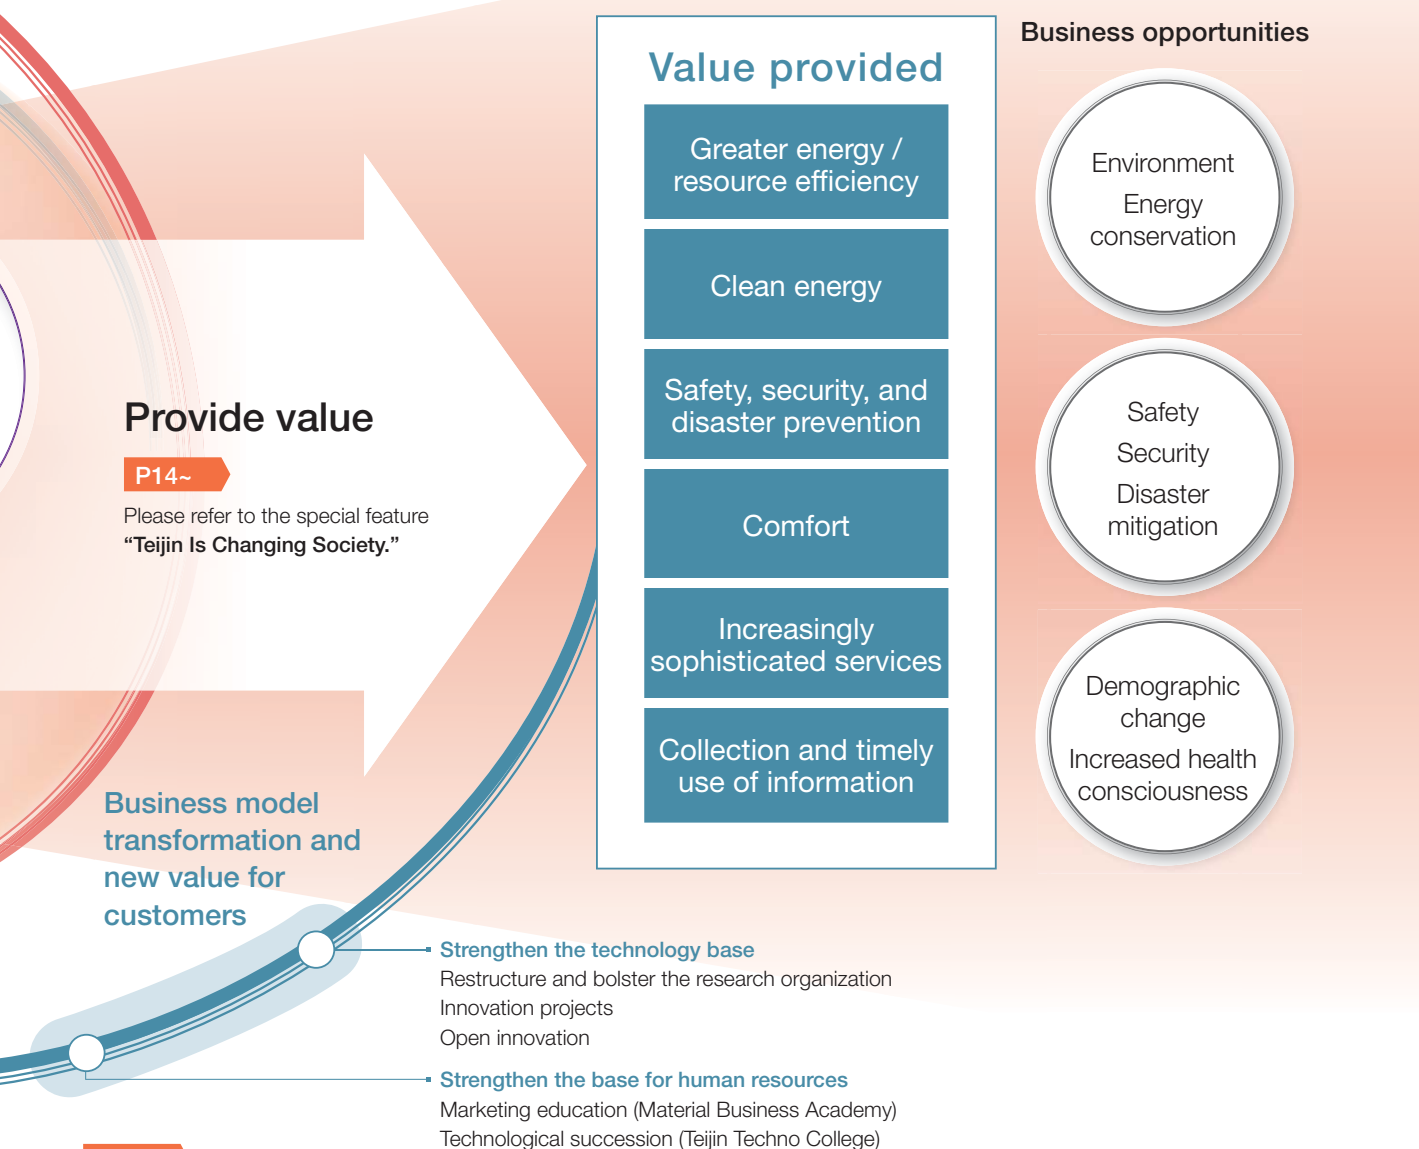 Business opportunities
Value provided
Greater energy /
resource efficiency
Clean energy
Safety, security, and
disaster prevention
Comfort
Increasingly
sophisticated services
Collection and timely
use of information
Environment
Energy
conservation
Safety
Security
Disaster
mitigation
Demographic
change
Increased health
consciousness
Provide value
P14~
Please refer to the special feature
“Teijin Is Changing Society.”
Business model
transformation and
new value for
customers
Strengthen the technology base
Restructure and bolster the research organization
Innovation projects
Open innovation
Strengthen the base for human resources
Marketing education (Material Business Academy)
Technological succession (Teijin Techno College)